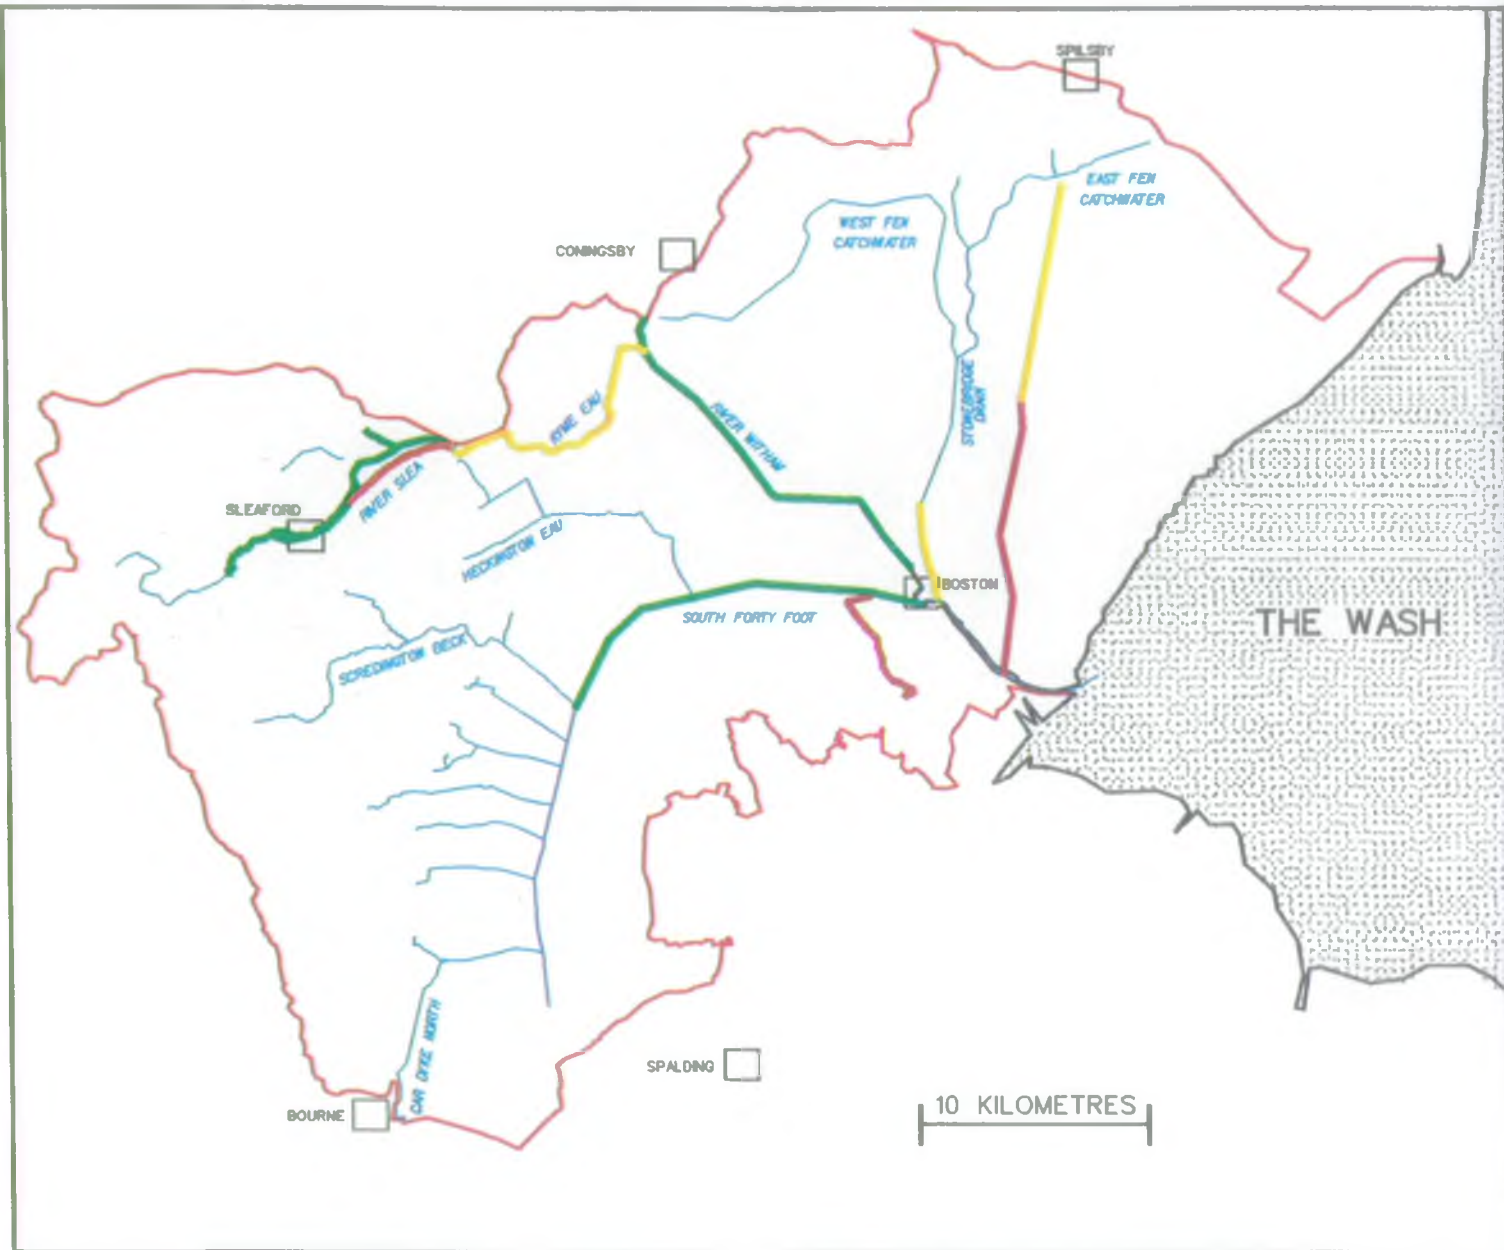 SPILSBY
EAST FEN
CATCHWATER
WEST FEN
CATCHWATER
CONINGSBY
KYME EAU
RIVER WITHAM
STONEBRIDGE
DRAIN
RIVER SLEA
SLEAFORD
HECKINGTON EAU
BOSTON
SOUTH FORTY FOOT
THE WASH
SCREDINGTON BECK
CAR DYKE NORTH
SPALDING
BOURNE
10 KILOMETRES